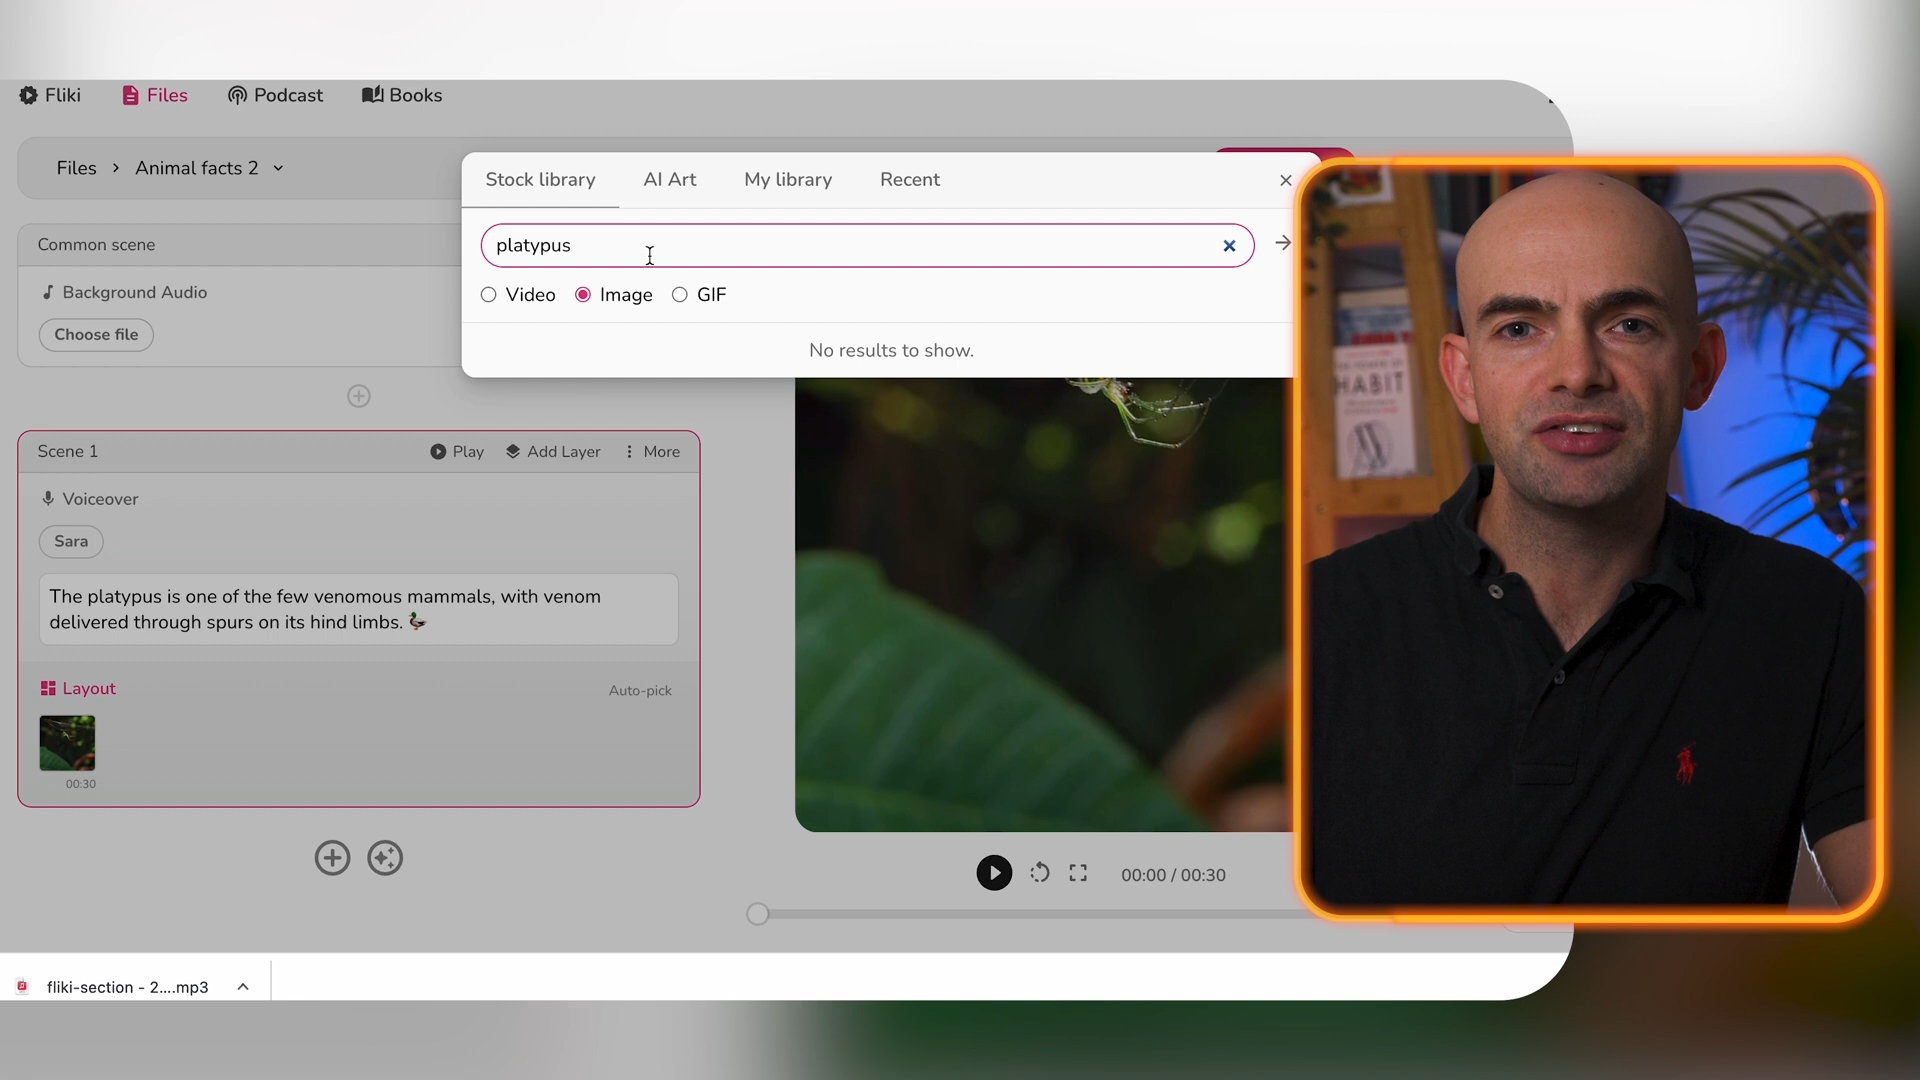 Fliki Files Podcast Books
Files > Animal facts 2
Stock library AI Art My library Recent
platypus
Video Image GIF
No results to show.
Common scene
Background Audio
Choose file
Scene 1 Play Add Layer More
Voiceover
Sara
The platypus is one of the few venomous mammals, with venom
delivered through spurs on its hind limbs. 🦆
Layout Auto-pick
00:30
00:00 / 00:30
fliki-section - 2....mp3
HABIT